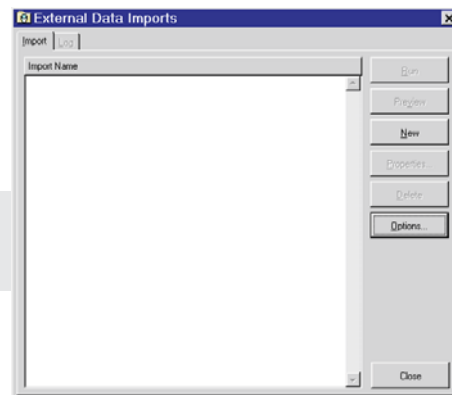 External Data Imports
Import Log
Import Name
Run
Preview
New
Properties...
Delete
Options...
Close